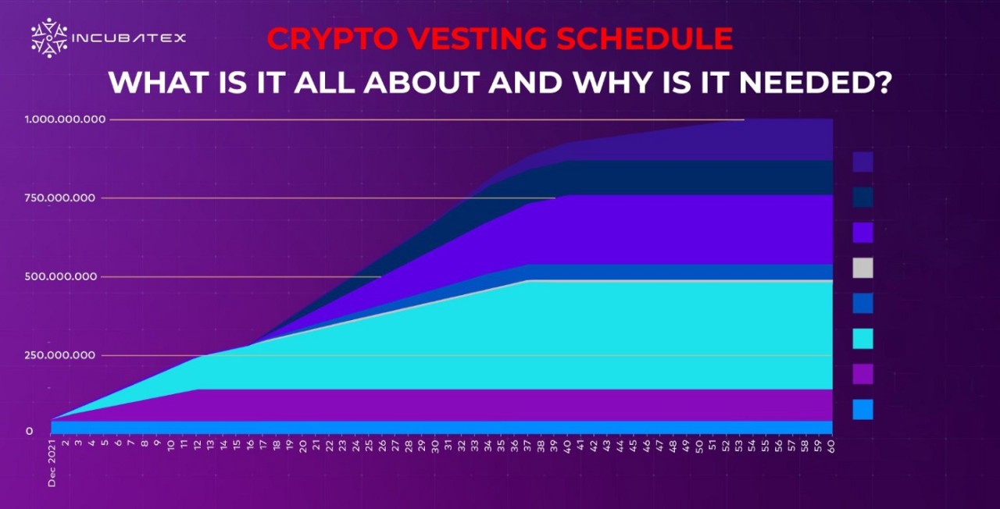 INCUBATEX
CRYPTO VESTING SCHEDULE
WHAT IS IT ALL ABOUT AND WHY IS IT NEEDED?
1.000.000.000
750.000.000
500.000.000
250.000.000
0
Dec 2021 2 3 4 5 6 7 8 9 10 11 12 13 14 15 16 17 18 19 20 21 22 23 24 25 26 27 28 29 30 31 32 33 34 35 36 37 38 39 40 41 42 43 44 45 46 47 48 49 50 51 52 53 54 55 56 57 58 59 60